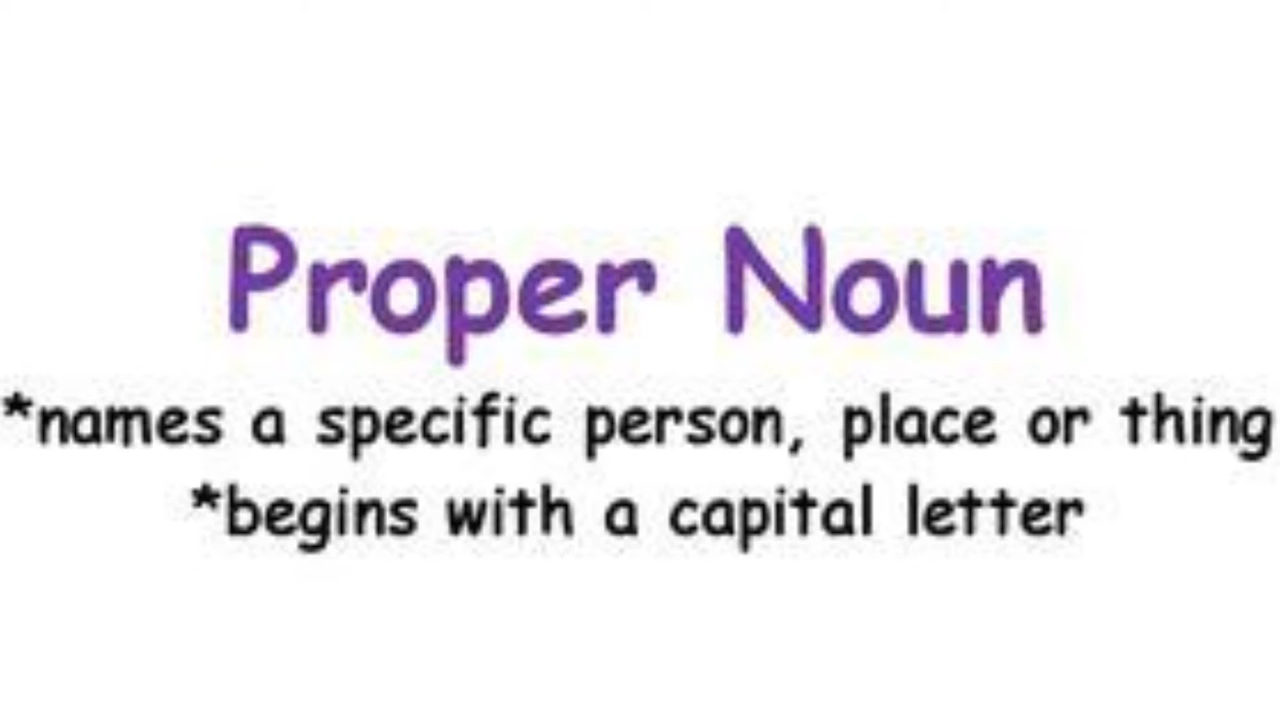 Proper Noun
*names a specific person, place or thing
*begins with a capital letter